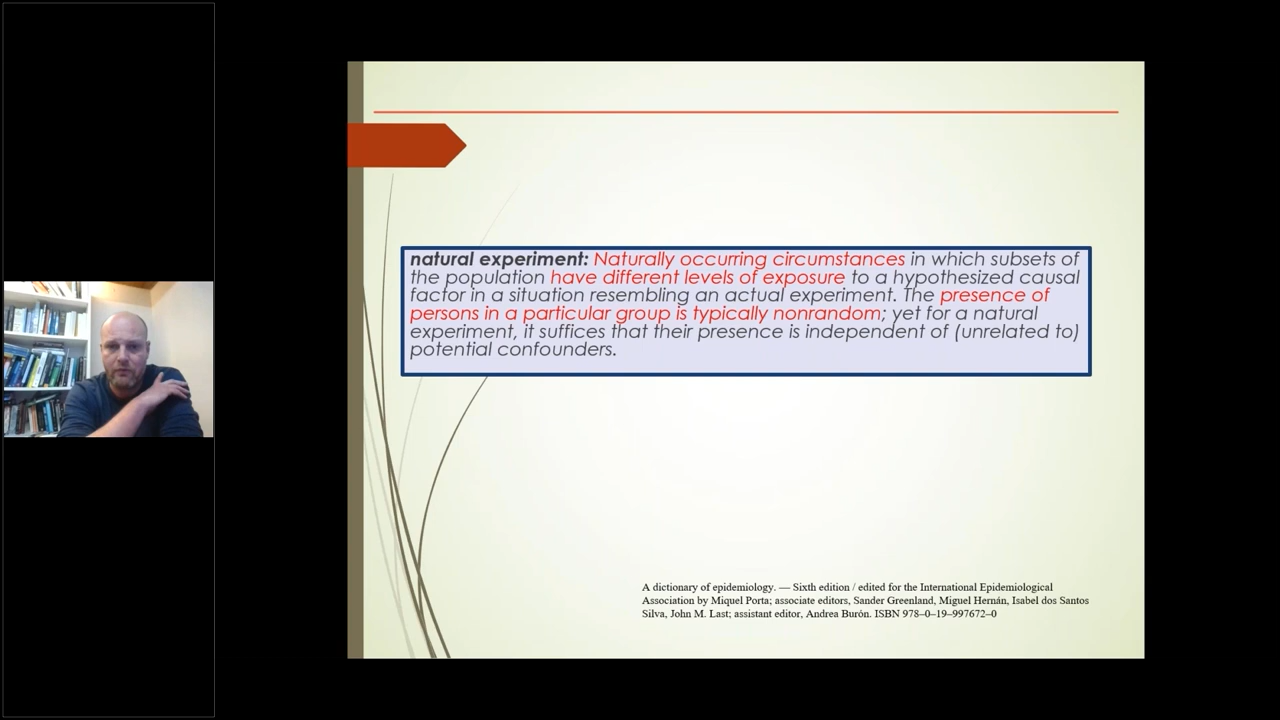 natural experiment: Naturally occurring circumstances in which subsets of
the population have different levels of exposure to a hypothesized causal
factor in a situation resembling an actual experiment. The presence of
persons in a particular group is typically nonrandom; yet for a natural
experiment, it suffices that their presence is independent of (unrelated to)
potential confounders.
A dictionary of epidemiology. — Sixth edition / edited for the International Epidemiological
Association by Miquel Porta; associate editors, Sander Greenland, Miguel Hernán, Isabel dos Santos
Silva, John M. Last; assistant editor, Andrea Burón. ISBN 978–0–19–997672–0